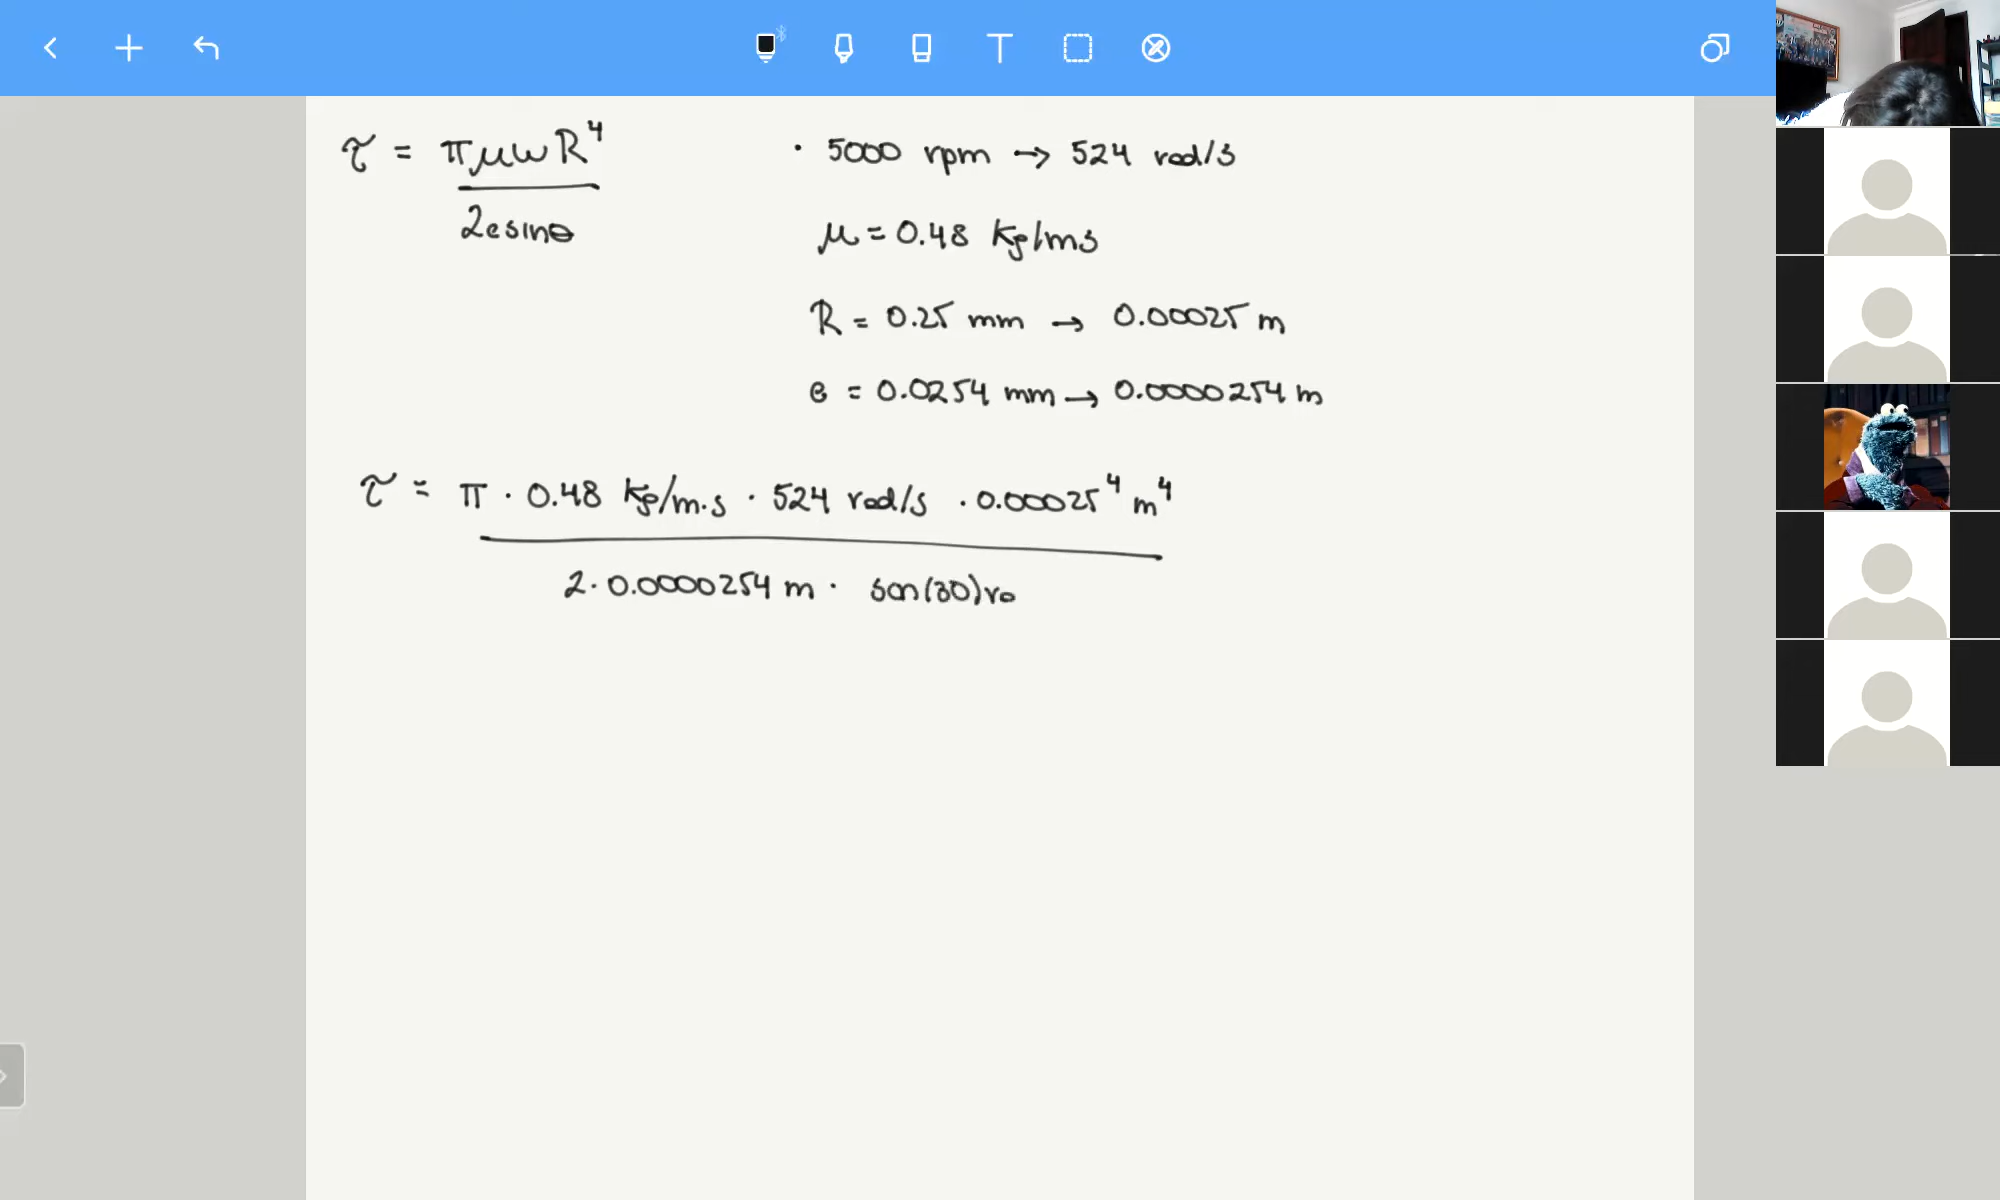 τ = πμωR⁴ / 2esinθ
· 5000 rpm → 524 rad/s
μ = 0.48 Kg/ms
R = 0.25 mm → 0.00025 m
e = 0.0254 mm → 0.0000254 m
τ = π · 0.48 Kg/m·s · 524 rad/s · 0.00025⁴ m⁴
2 · 0.0000254 m · sen(30)ra